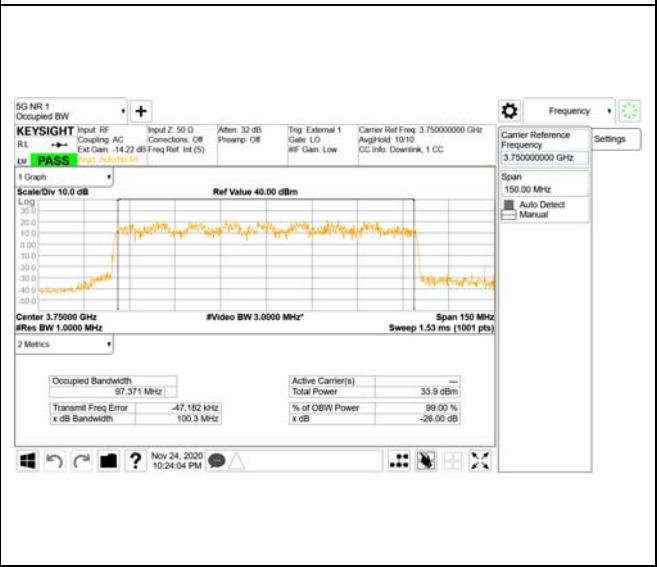 5G NR 1
Occupied BW
+
Frequency
KEYSIGHT
Input: RF
Input Z: 50 Ω
Atten: 32 dB
Trig: External 1
Carrier Ref Freq: 3.750000000 GHz
RL
Coupling: AC
Corrections: Off
Preamp: Off
Gate: LO
Avg|Hold: 10/10
Ext Gain: -14.22 dB
Freq Ref: Int (S)
#IF Gain: Low
CC Info: Downlink, 1 CC
PASS
Align: Auto/No RF
Carrier Reference
Frequency
3.750000000 GHz
Settings
Span
150.00 MHz
Auto Detect
Manual
1 Graph
Scale/Div 10.0 dB
Ref Value 40.00 dBm
Log
30.0
20.0
10.0
0.00
-10.0
-20.0
-30.0
-40.0
-50.0
Center 3.75000 GHz
#Video BW 3.0000 MHz*
Span 150 MHz
#Res BW 1.0000 MHz
Sweep 1.53 ms (1001 pts)
2 Metrics
Occupied Bandwidth
97.371 MHz
Active Carrier(s)
---
Total Power
33.9 dBm
Transmit Freq Error
-47.182 kHz
% of OBW Power
99.00 %
x dB Bandwidth
100.3 MHz
x dB
-26.00 dB
?
Nov 24, 2020
10:24:04 PM